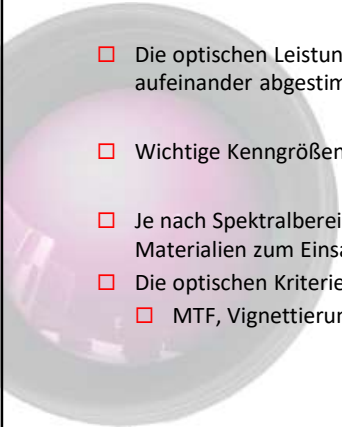 Die optischen Leistun
aufeinander abgestim
Wichtige Kenngrößen
Je nach Spektralberei
Materialien zum Einsa
Die optischen Kriterie
MTF, Vignettierun